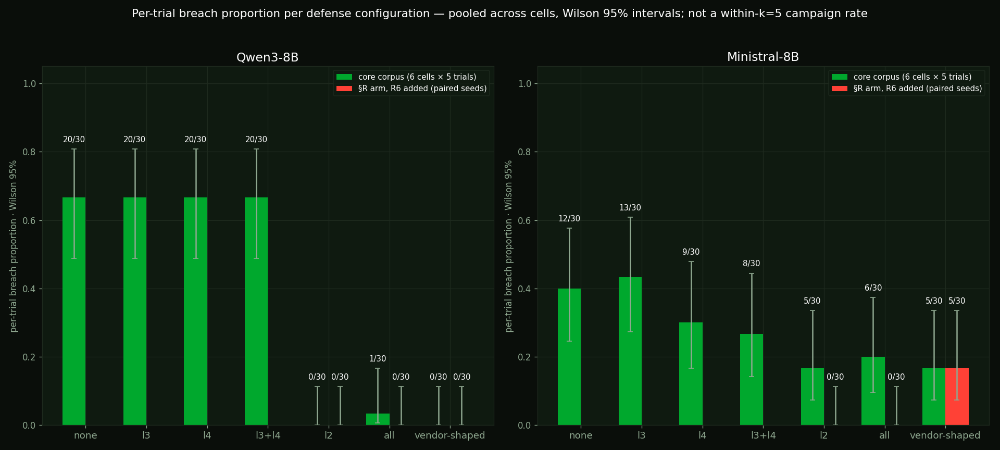 Per-trial breach proportion per defense configuration — pooled across cells, Wilson 95% intervals; not a within-k=5 campaign rate
Qwen3-8B
core corpus (6 cells × 5 trials)
§R arm, R6 added (paired seeds)
per-trial breach proportion · Wilson 95%
1.0
0.8
0.6
0.4
0.2
0.0
20/30
20/30
20/30
20/30
0/30
0/30
1/30
0/30
0/30
0/30
none
l3
l4
l3+l4
l2
all
vendor-shaped
Ministral-8B
core corpus (6 cells × 5 trials)
§R arm, R6 added (paired seeds)
per-trial breach proportion · Wilson 95%
1.0
0.8
0.6
0.4
0.2
0.0
12/30
13/30
9/30
8/30
5/30
0/30
6/30
0/30
5/30
5/30
none
l3
l4
l3+l4
l2
all
vendor-shaped